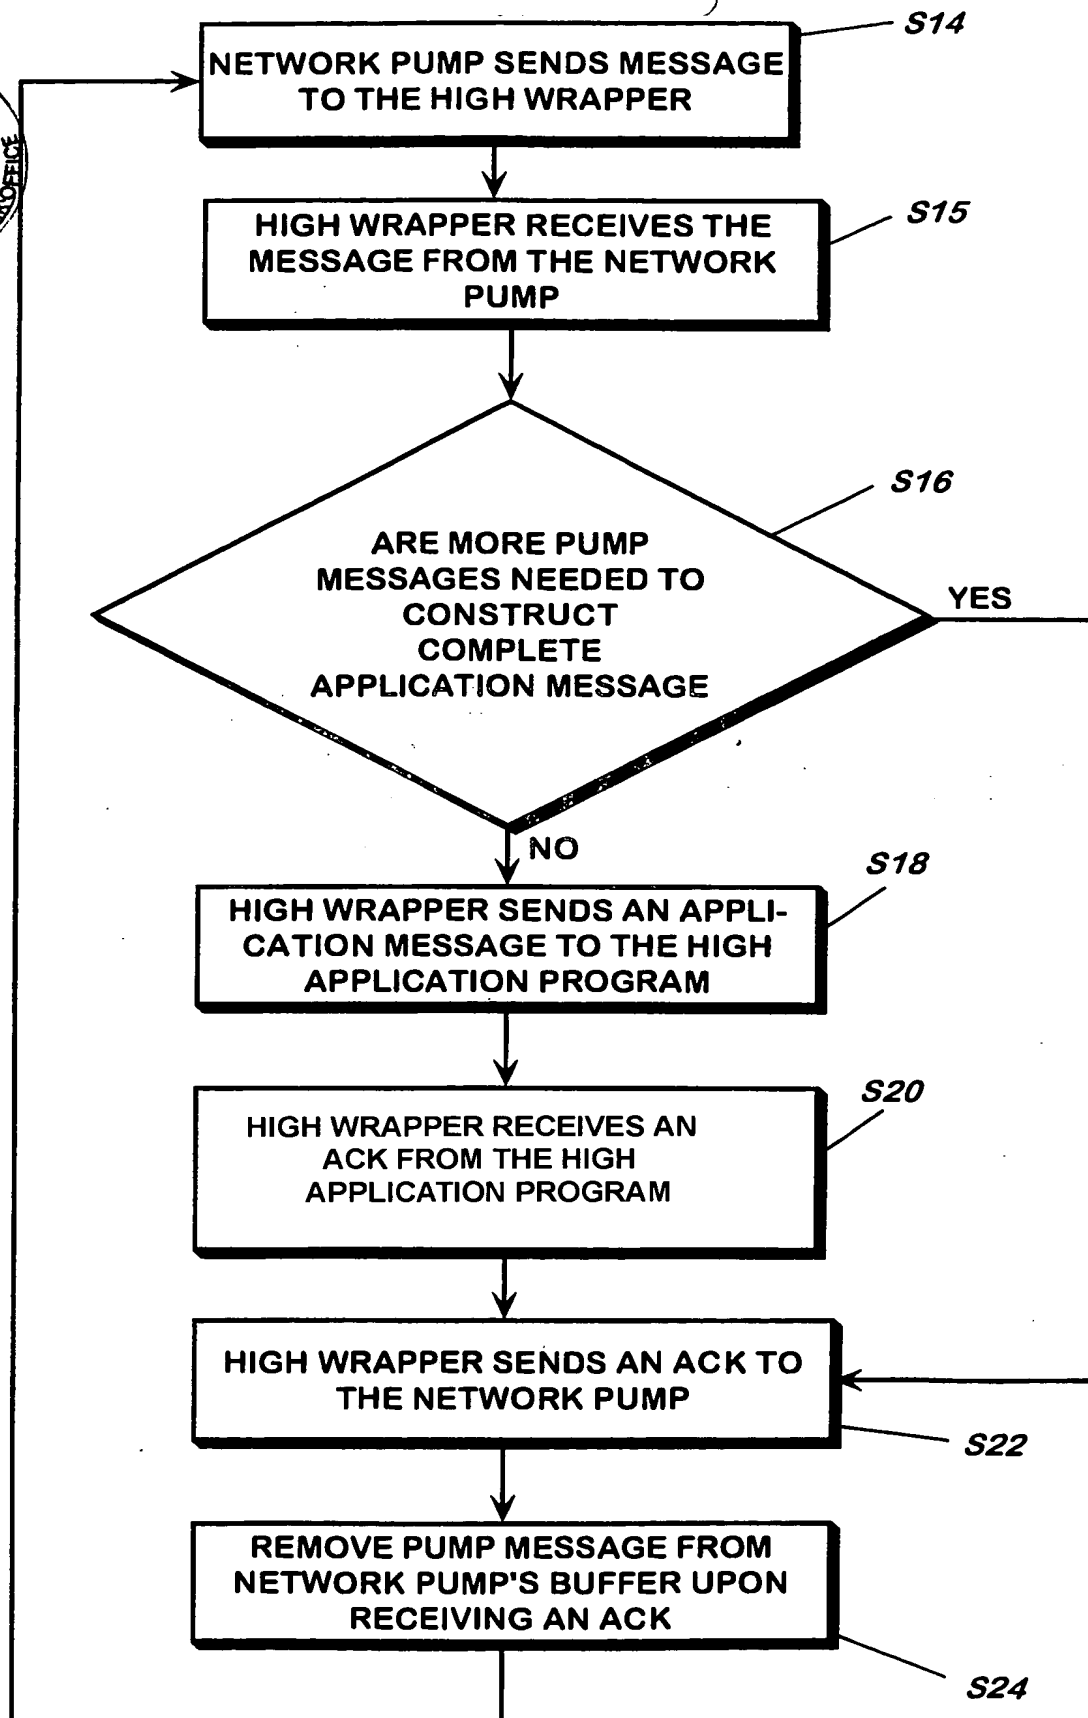 S14
NETWORK PUMP SENDS MESSAGE
TO THE HIGH WRAPPER
OFFICE
S15
HIGH WRAPPER RECEIVES THE
MESSAGE FROM THE NETWORK
PUMP
S16
ARE MORE PUMP
MESSAGES NEEDED TO
CONSTRUCT
COMPLETE
APPLICATION MESSAGE
YES
NO
S18
HIGH WRAPPER SENDS AN APPLI-
CATION MESSAGE TO THE HIGH
APPLICATION PROGRAM
S20
HIGH WRAPPER RECEIVES AN
ACK FROM THE HIGH
APPLICATION PROGRAM
HIGH WRAPPER SENDS AN ACK TO
THE NETWORK PUMP
S22
REMOVE PUMP MESSAGE FROM
NETWORK PUMP'S BUFFER UPON
RECEIVING AN ACK
S24